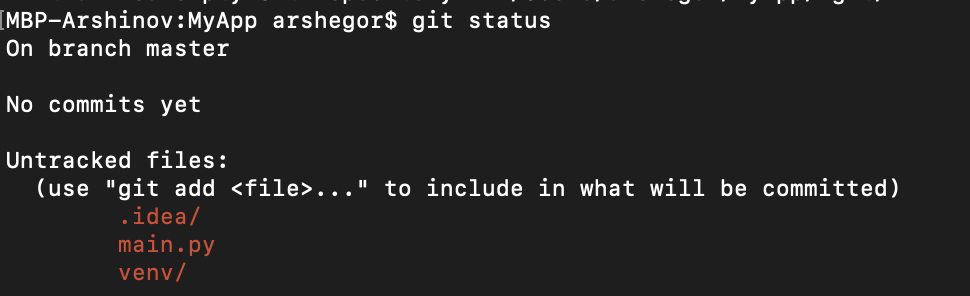 MBP-Arshinov:MyApp arshegor$ git status
On branch master
No commits yet
Untracked files:
(use "git add <file>..." to include in what will be committed)
.idea/
main.py
venv/